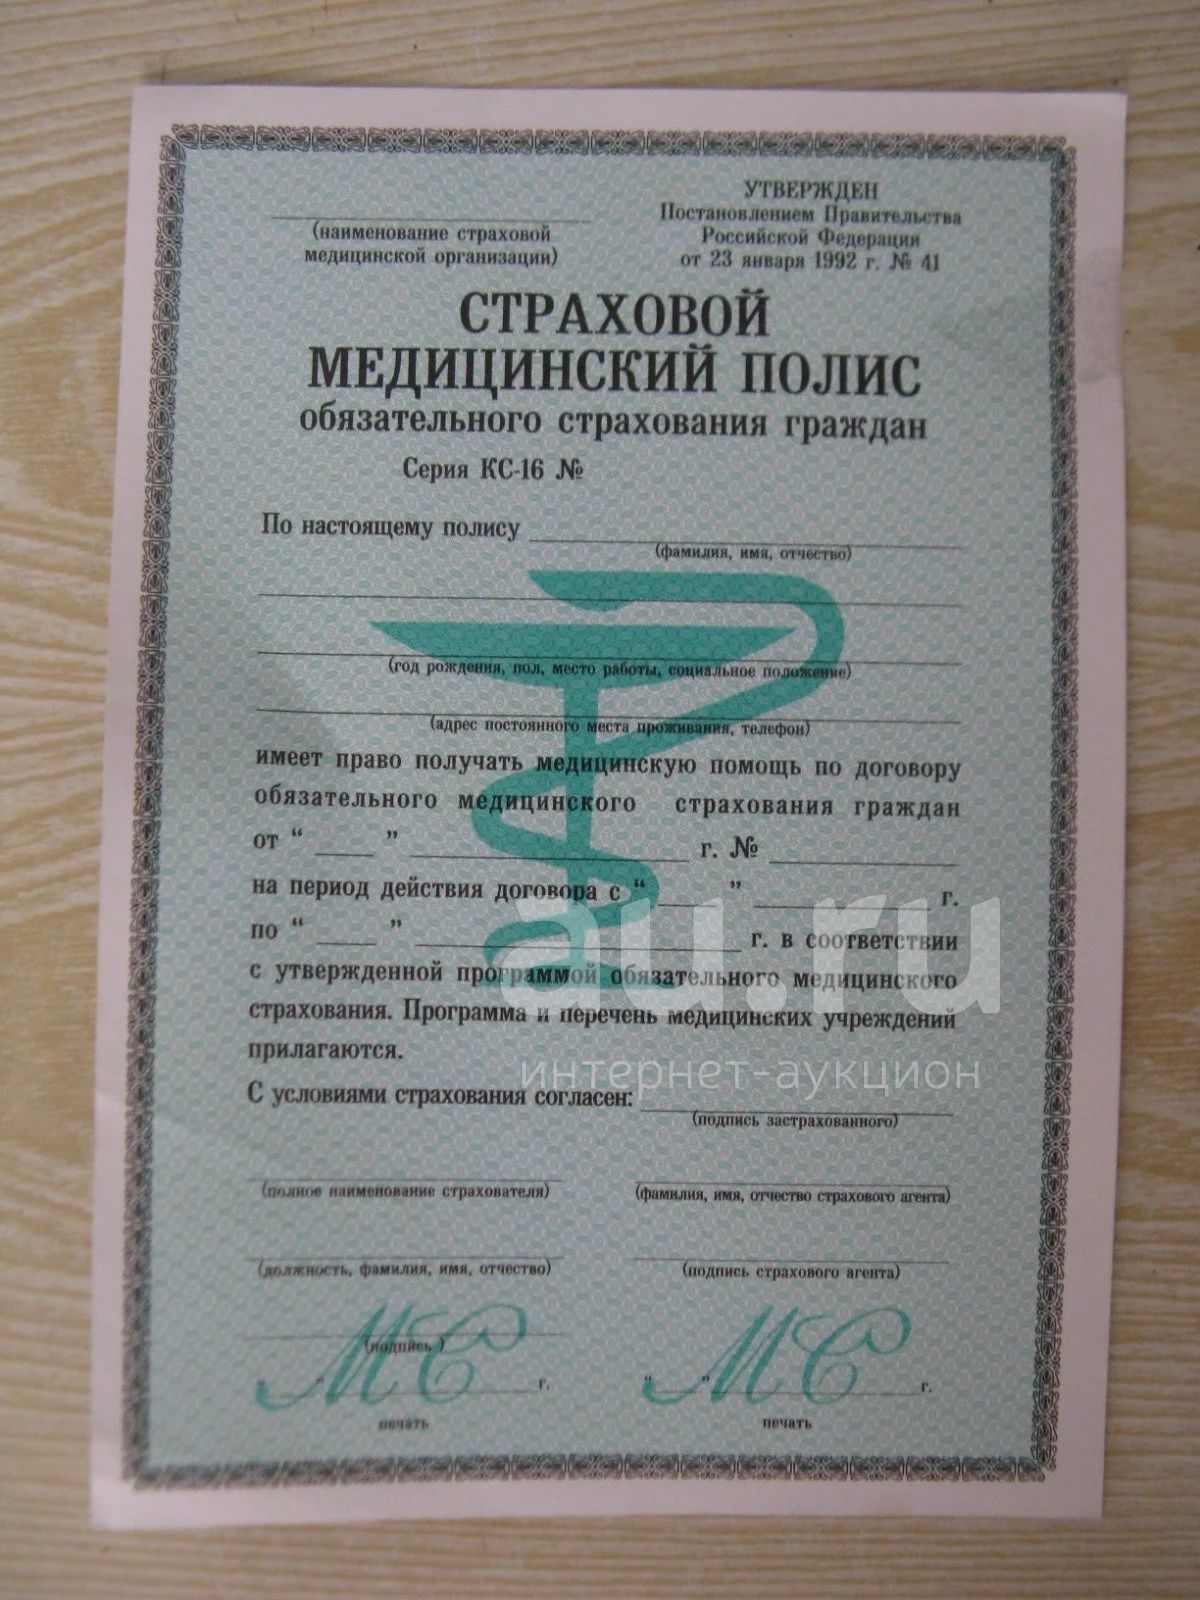 (наименование страховой
медицинской организации)
УТВЕРЖДЕН
Постановлением Правительства
Российской Федерации
от 23 января 1992 г. № 41
СТРАХОВОЙ
МЕДИЦИНСКИЙ ПОЛИС
обязательного страхования граждан
Серия КС-16 №
По настоящему полису
(фамилия, имя, отчество)
(год рождения, пол, место работы, социальное положение)
(адрес постоянного места проживания, телефон)
имеет право получать медицинскую помощь по договору
обязательного медицинского страхования граждан
от “ ” г. №
на период действия договора с “ ” г.
по “ ” г. в соответствии
с утвержденной программой обязательного медицинского
страхования. Программа и перечень медицинских учреждений
прилагаются.
С условиями страхования согласен:
(подпись застрахованного)
(полное наименование страхователя) (фамилия, имя, отчество страхового агента)
(должность, фамилия, имя, отчество) (подпись страхового агента)
(подпись )
“ ” г. “ ” г.
МС МС
печать печать
au.ru
интернет-аукцион